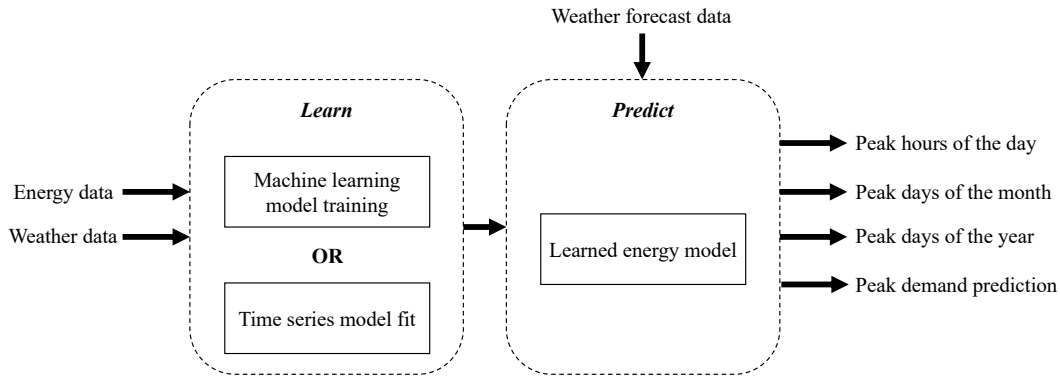 Weather forecast data
Learn
Predict
Energy data
Weather data
Machine learning
model training
OR
Time series model fit
Learned energy model
Peak hours of the day
Peak days of the month
Peak days of the year
Peak demand prediction